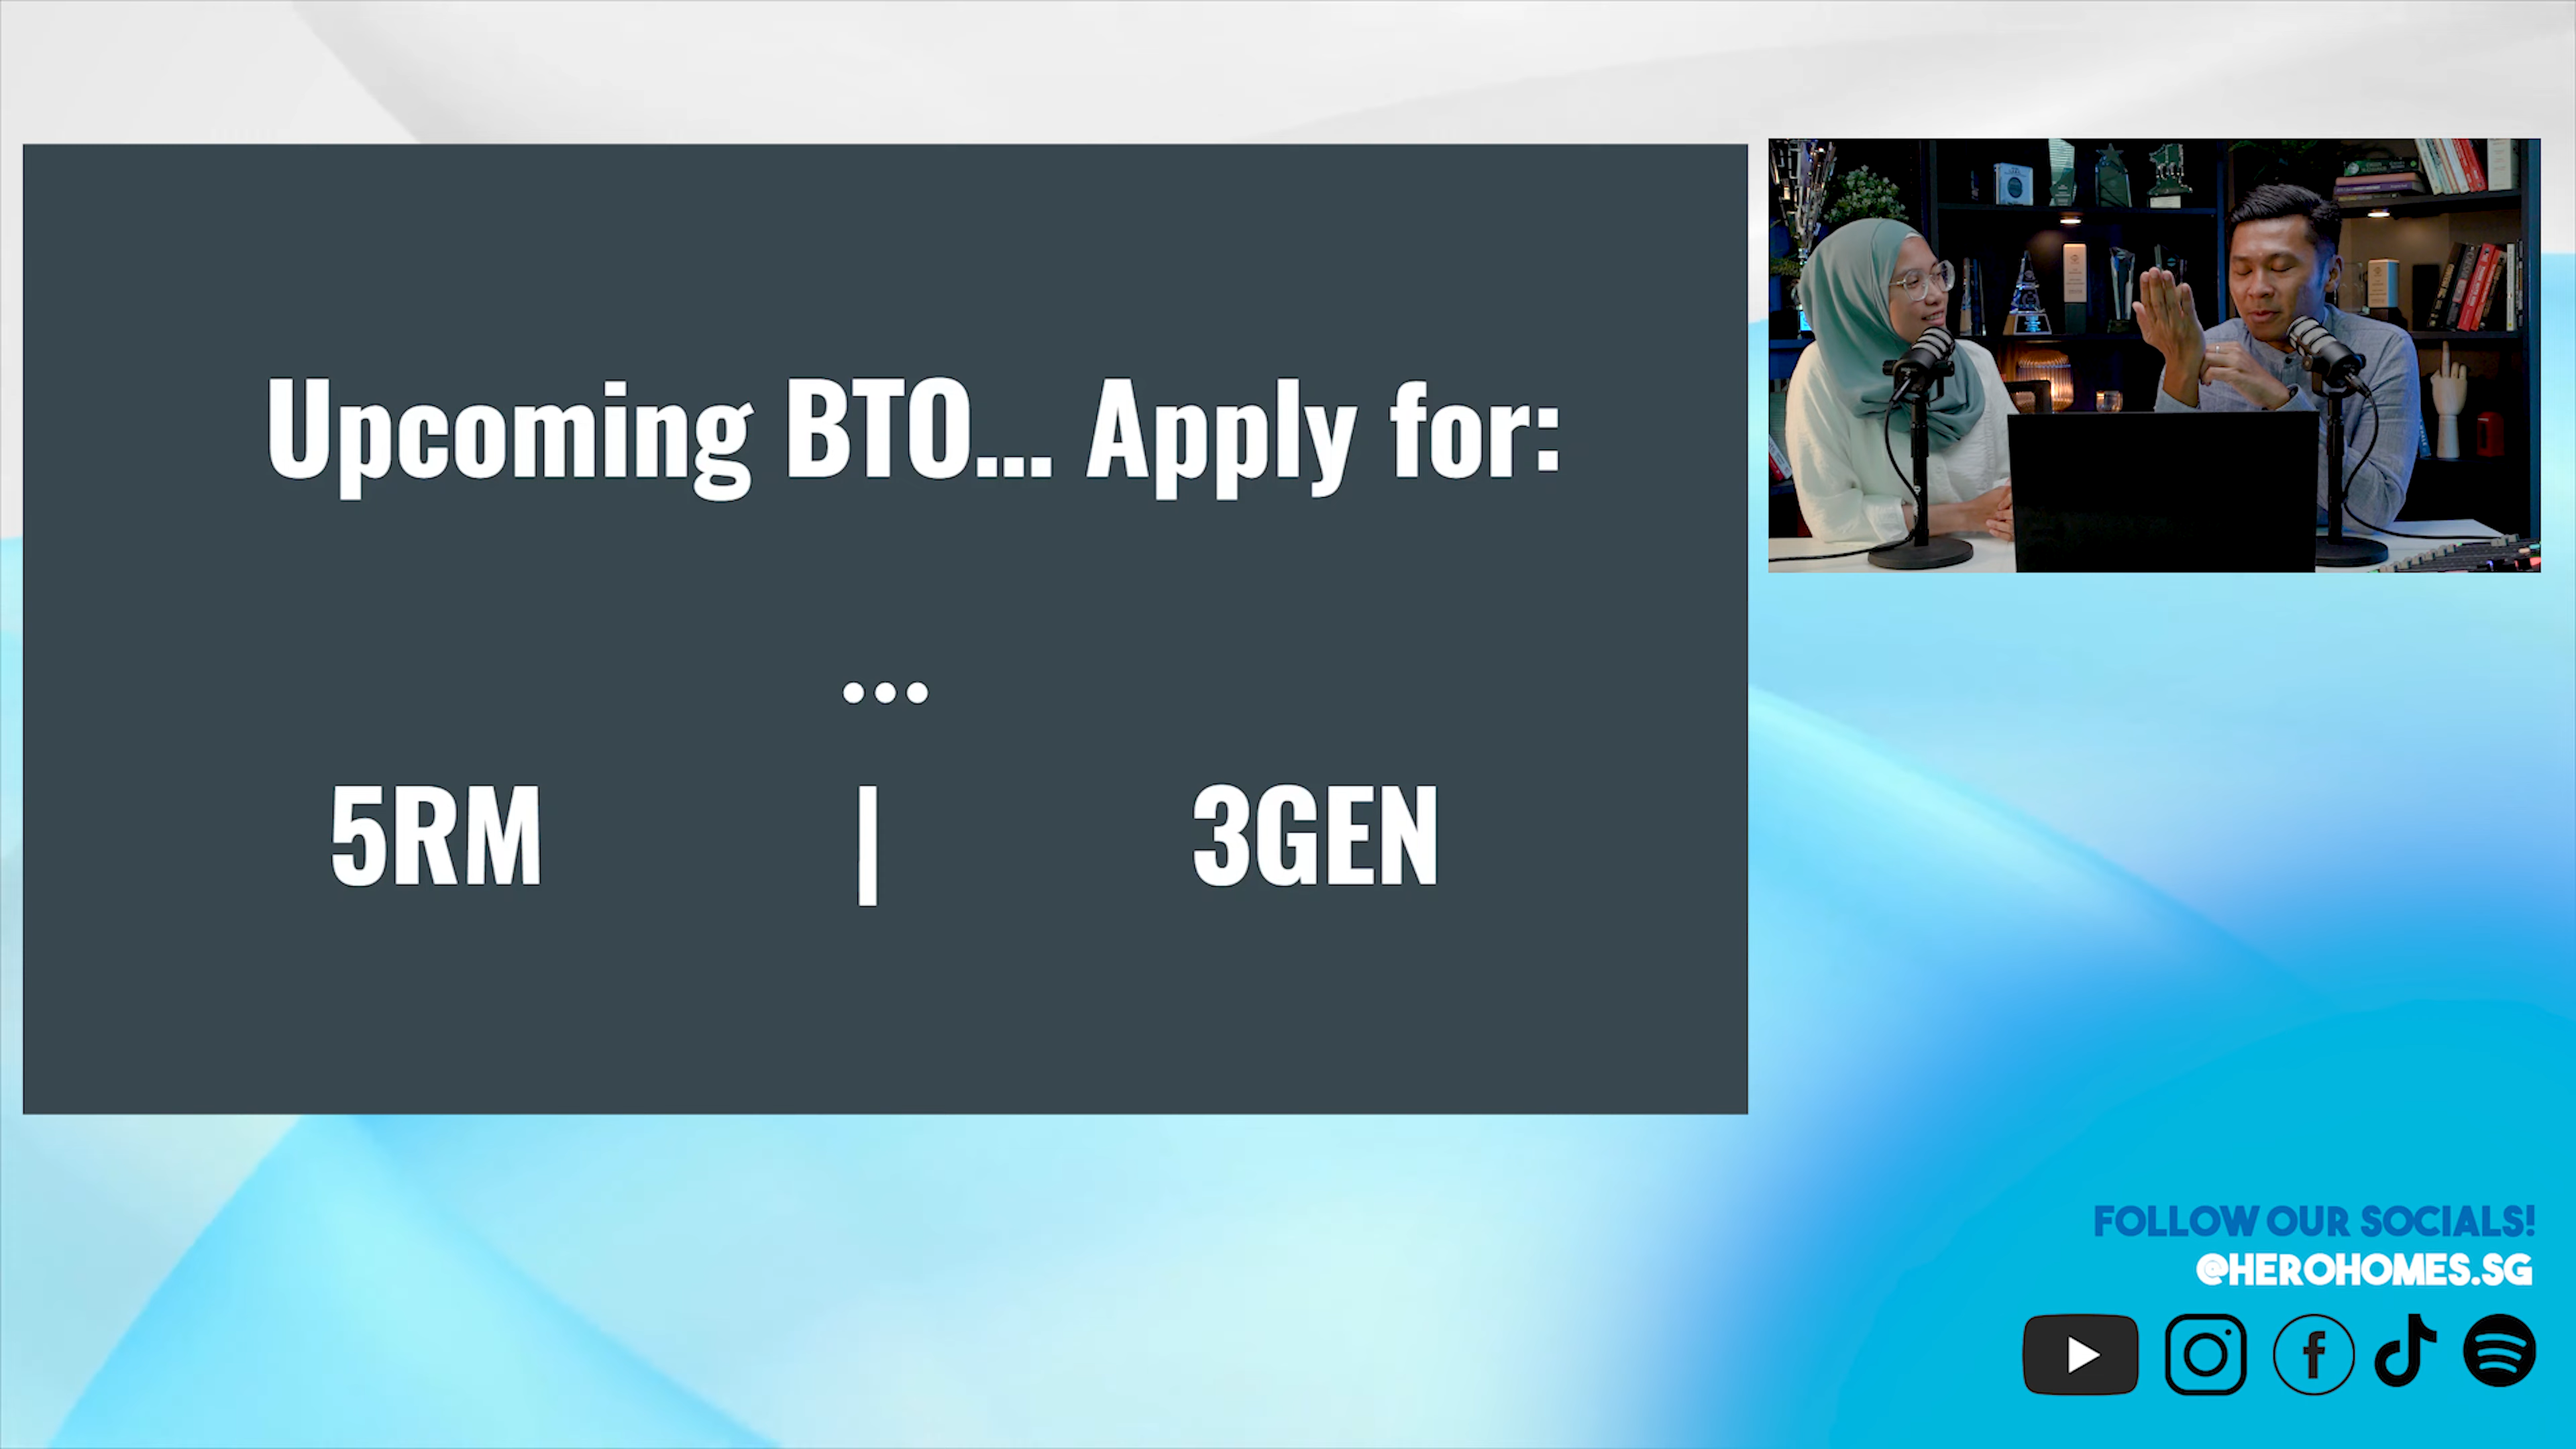 Upcoming BTO... Apply for:
...
5RM | 3GEN
FOLLOW OUR SOCIALS!
@HEROHOMES.SG